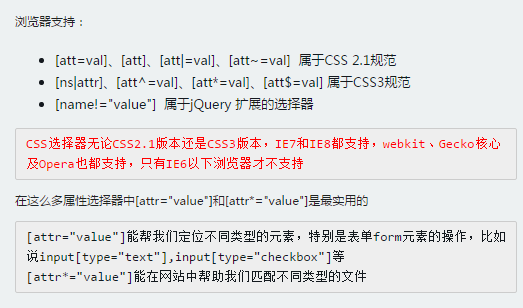 浏览器支持：
• [att=val]、[att]、[att|=val]、[att~=val]  属于CSS 2.1规范
• [ns|attr]、[att^=val]、[att*=val]、[att$=val] 属于CSS3规范
• [name!="value"]  属于jQuery 扩展的选择器
CSS选择器无论CSS2.1版本还是CSS3版本，IE7和IE8都支持，webkit、Gecko核心
及Opera也都支持，只有IE6以下浏览器才不支持
在这么多属性选择器中[attr="value"]和[attr*="value"]是最实用的
[attr="value"]能帮我们定位不同类型的元素，特别是表单form元素的操作，比如
说input[type="text"],input[type="checkbox"]等
[attr*="value"]能在网站中帮助我们匹配不同类型的文件